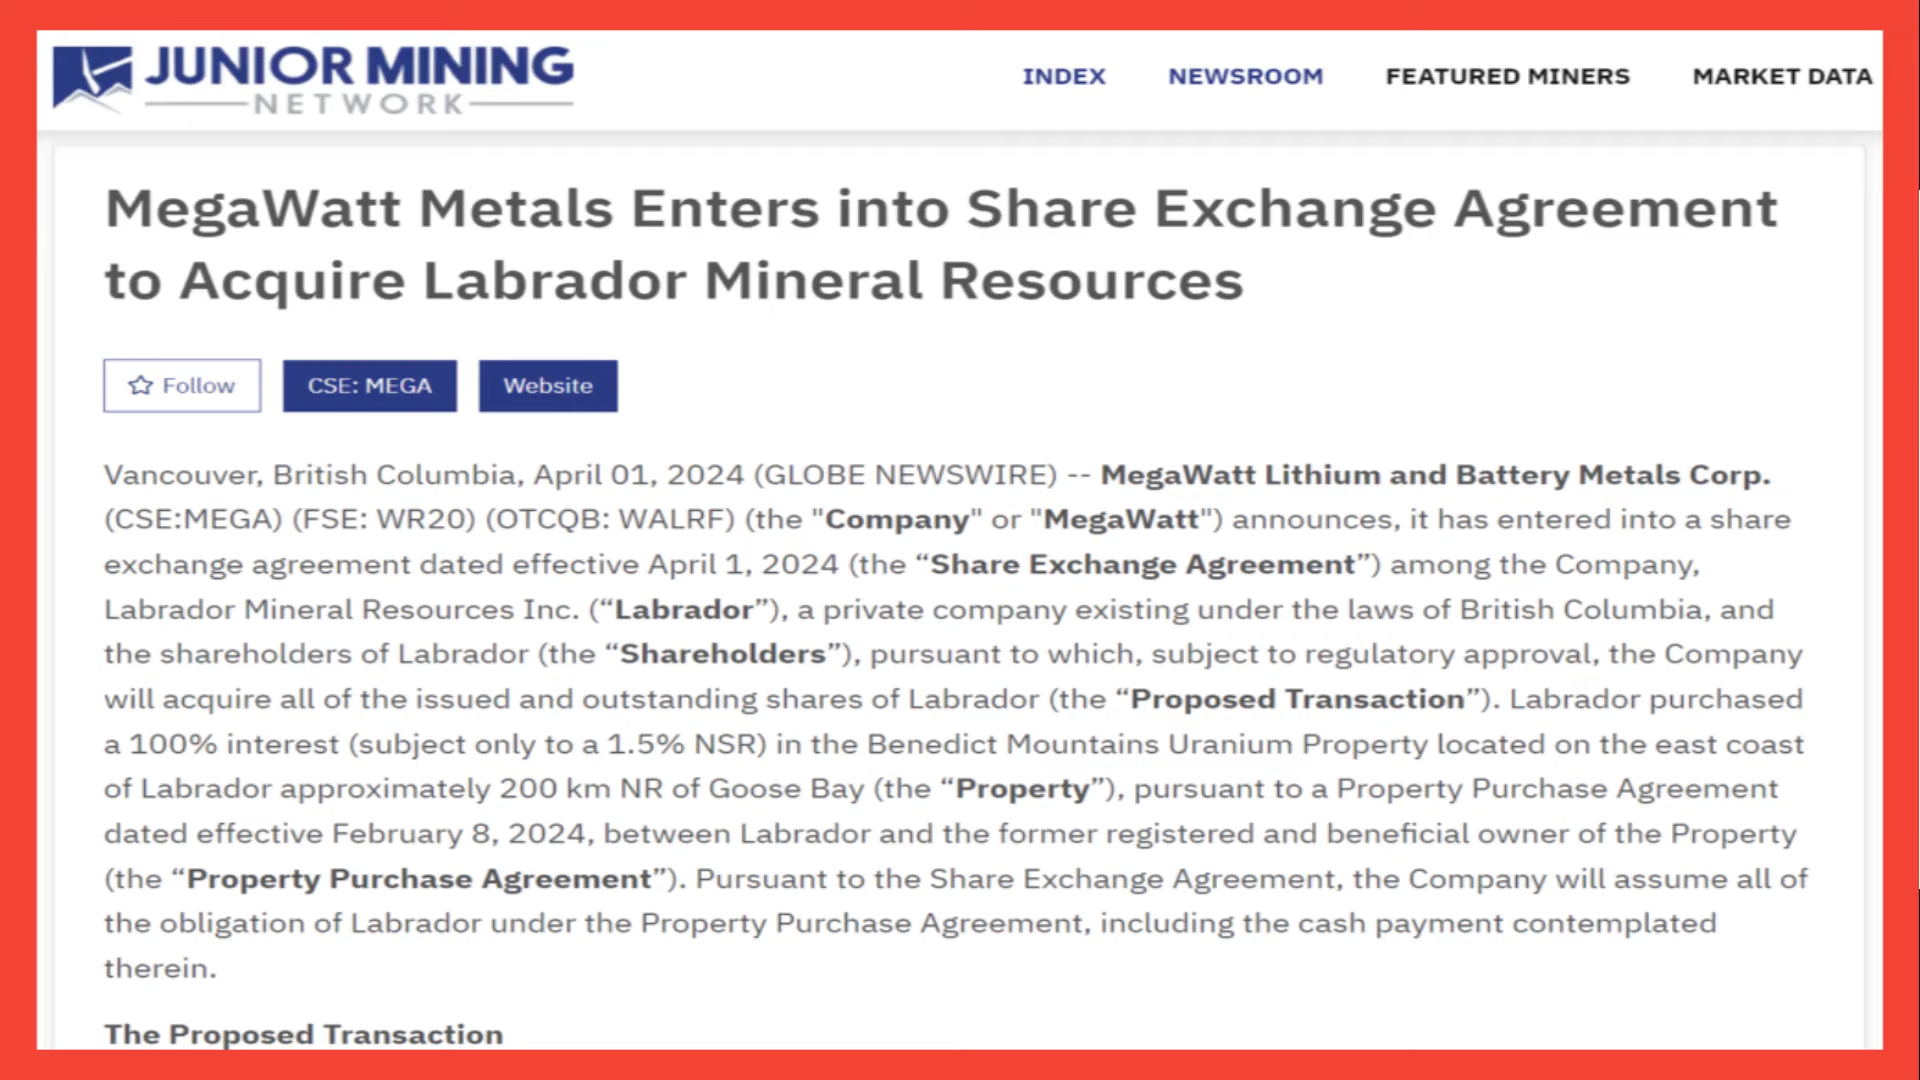 JUNIOR MINING
NETWORK
INDEX NEWSROOM FEATURED MINERS MARKET DATA
MegaWatt Metals Enters into Share Exchange Agreement
to Acquire Labrador Mineral Resources
Follow CSE: MEGA Website
Vancouver, British Columbia, April 01, 2024 (GLOBE NEWSWIRE) -- MegaWatt Lithium and Battery Metals Corp.
(CSE:MEGA) (FSE: WR20) (OTCQB: WALRF) (the "Company" or "MegaWatt") announces, it has entered into a share
exchange agreement dated effective April 1, 2024 (the “Share Exchange Agreement”) among the Company,
Labrador Mineral Resources Inc. (“Labrador”), a private company existing under the laws of British Columbia, and
the shareholders of Labrador (the “Shareholders”), pursuant to which, subject to regulatory approval, the Company
will acquire all of the issued and outstanding shares of Labrador (the “Proposed Transaction”). Labrador purchased
a 100% interest (subject only to a 1.5% NSR) in the Benedict Mountains Uranium Property located on the east coast
of Labrador approximately 200 km NR of Goose Bay (the “Property”), pursuant to a Property Purchase Agreement
dated effective February 8, 2024, between Labrador and the former registered and beneficial owner of the Property
(the “Property Purchase Agreement”). Pursuant to the Share Exchange Agreement, the Company will assume all of
the obligation of Labrador under the Property Purchase Agreement, including the cash payment contemplated
therein.
The Proposed Transaction